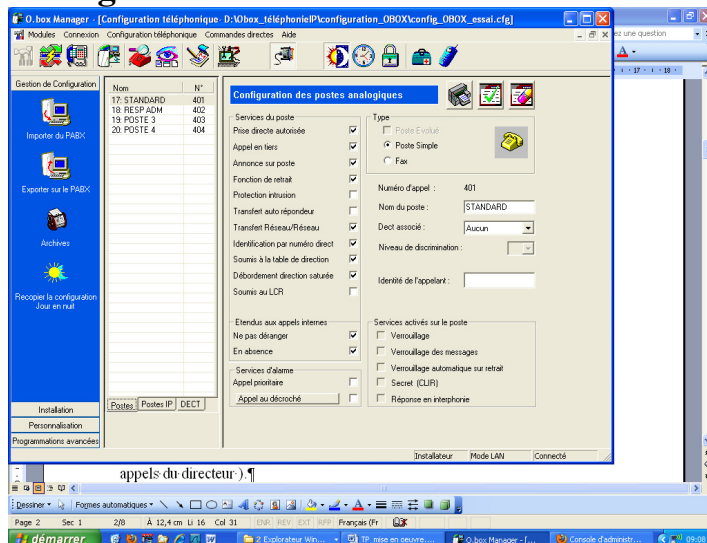 O.box Manager - [Configuration téléphonique- D:\Obox_téléphonieIP\configuration_OBOX\config_OBOX_essai.cfg]
Modules Connexion Configuration téléphonique Commandes directes Aide
ez une question
Gestion de Configuration
Importer du PABX
Exporter sur le PABX
Archives
Recopier la configuration
Jour en nuit
Installation
Personnalisation
Programmations avancées
Nom N°
17: STANDARD 401
18: RESP ADM 402
19: POSTE 3 403
20: POSTE 4 404
Postes Postes IP DECT
Configuration des postes analogiques
Services du poste
Prise directe autorisée
Appel en tiers
Annonce sur poste
Fonction de retrait
Protection intrusion
Transfert auto répondeur
Transfert Réseau/Réseau
Identification par numéro direct
Soumis à la table de direction
Débordement direction saturée
Soumis au LCR
Etendus aux appels internes
Ne pas déranger
En absence
Services d'alarme
Appel prioritaire
Appel au décroché
Type
Poste Evolué
Poste Simple
Fax
Numéro d'appel : 401
Nom du poste : STANDARD
Dect associé : Aucun
Niveau de discrimination :
Identité de l'appelant :
Services activés sur le poste
Verrouillage
Verrouillage des messages
Verrouillage automatique sur retrait
Secret (CLIR)
Réponse en interphonie
Installateur Mode LAN Connecté
appels·du·directeur·).¶
Dessiner Formes automatiques
Page 2 Sec 1 2/8 À 12,4 cm Li 16 Col 31 ENR REV EXT RFP Français (Fr
démarrer 2 Explorateur Win... TP mise en oeuvre.... O.box Manager - [... Console d'administr... 09:08